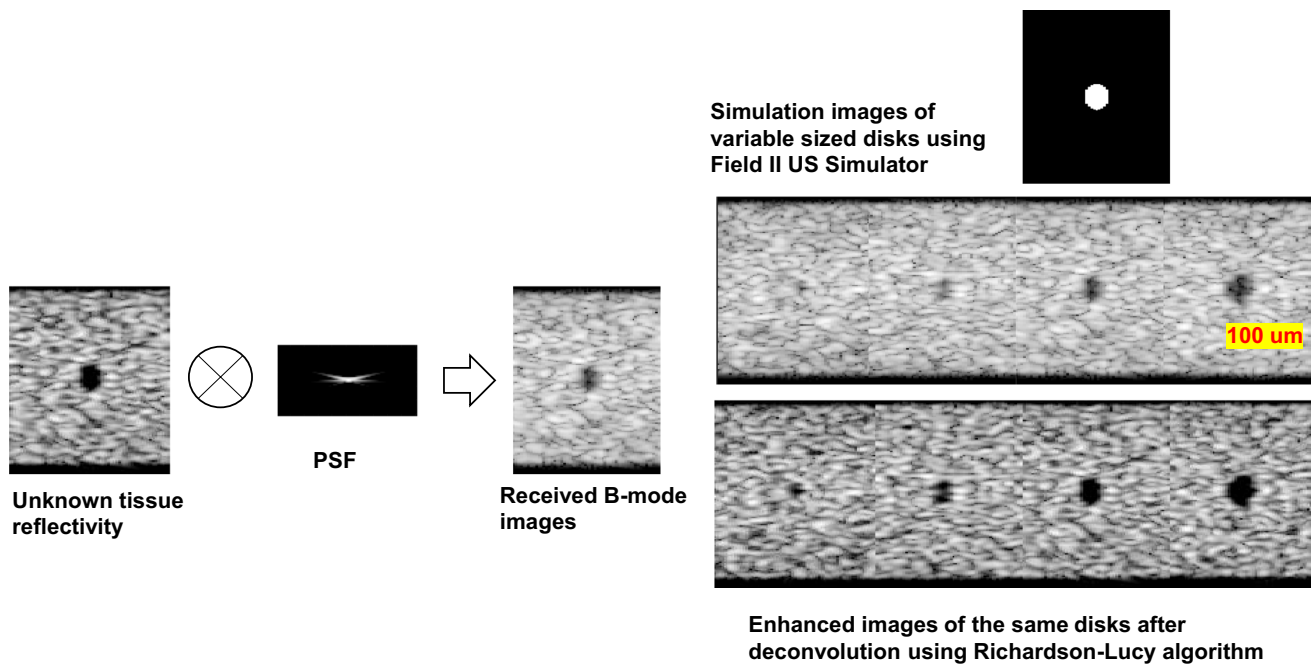 Unknown tissue
reflectivity
PSF
Received B-mode
images
Simulation images of
variable sized disks using
Field II US Simulator
100 um
Enhanced images of the same disks after
deconvolution using Richardson-Lucy algorithm